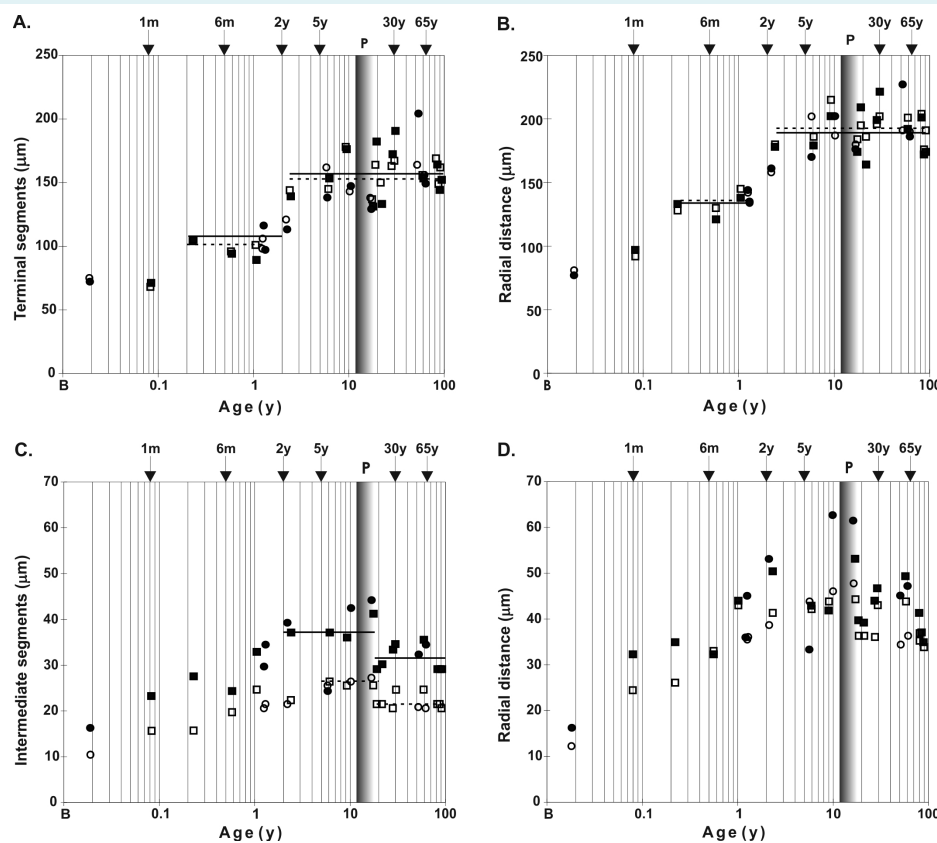 A.
1m 6m 2y 5y P 30y 65y
250
200
150
100
50
0
Terminal segments (µm)
B 0.1 1 10 100
Age (y)
B.
1m 6m 2y 5y P 30y 65y
250
200
150
100
50
0
Radial distance (µm)
B 0.1 1 10 100
Age (y)
C.
1m 6m 2y 5y P 30y 65y
70
60
50
40
30
20
10
0
Intermediate segments (µm)
B 0.1 1 10 100
Age (y)
D.
1m 6m 2y 5y P 30y 65y
70
60
50
40
30
20
10
0
Radial distance (µm)
B 0.1 1 10 100
Age (y)